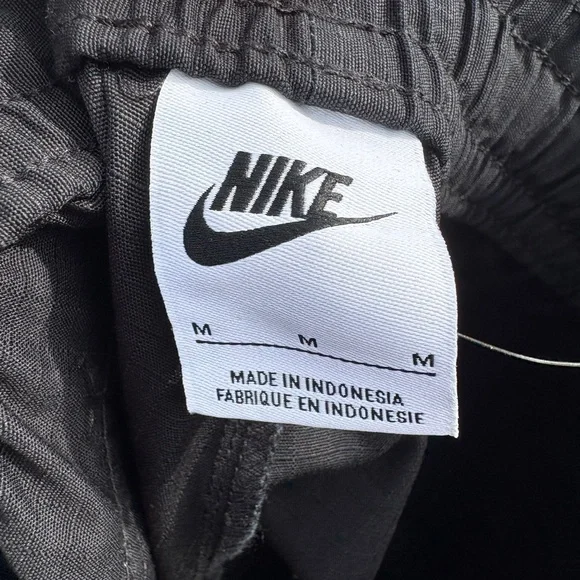 NIKE
M M M
MADE IN INDONESIA
FABRIQUE EN INDONESIE